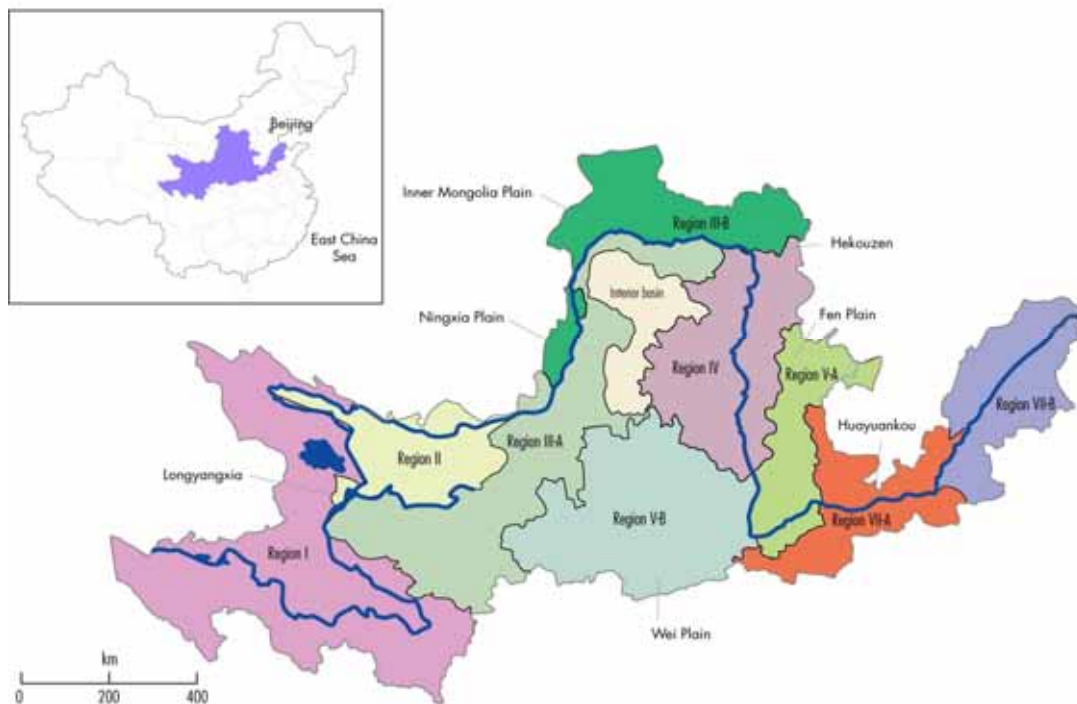 Beijing
East China
Sea
Inner Mongolia Plain
Region III-B
Hekouzen
Interior basin
Ningxia Plain
Fen Plain
Region IV
Region V-A
Region VII-B
Huayuankou
Region III-A
Region II
Longyangxia
Region V-B
Region VII-A
Region I
Wei Plain
km
0 200 400